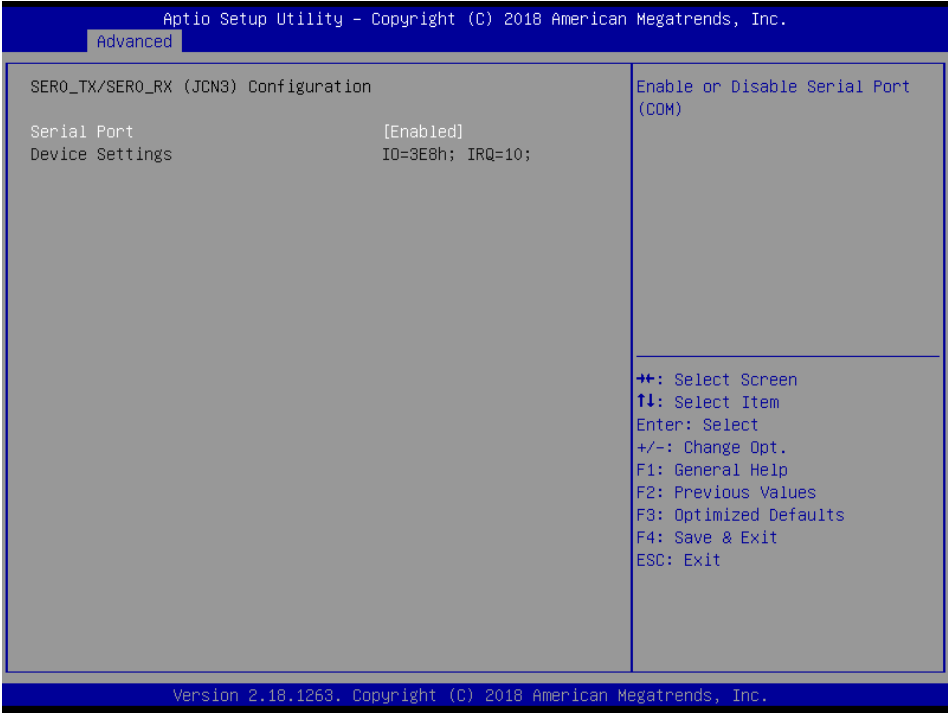 Aptio Setup Utility – Copyright (C) 2018 American Megatrends, Inc.
Advanced
SER0_TX/SER0_RX (JCN3) Configuration
Serial Port [Enabled]
Device Settings IO=3E8h; IRQ=10;
Enable or Disable Serial Port
(COM)
→←: Select Screen
↑↓: Select Item
Enter: Select
+/-: Change Opt.
F1: General Help
F2: Previous Values
F3: Optimized Defaults
F4: Save & Exit
ESC: Exit
Version 2.18.1263. Copyright (C) 2018 American Megatrends, Inc.